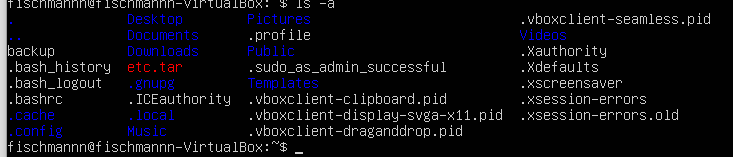 fischmannn@fischmannn-VirtualBox:~$ ls -a
. Desktop Pictures .vboxclient-seamless.pid
.. Documents .profile Videos
backup Downloads Public .Xauthority
.bash_history etc.tar .sudo_as_admin_successful .Xdefaults
.bash_logout .gnupg Templates .xscreensaver
.bashrc .ICEauthority .vboxclient-clipboard.pid .xsession-errors
.cache .local .vboxclient-display-svga-x11.pid .xsession-errors.old
.config Music .vboxclient-draganddrop.pid
fischmannn@fischmannn-VirtualBox:~$ _